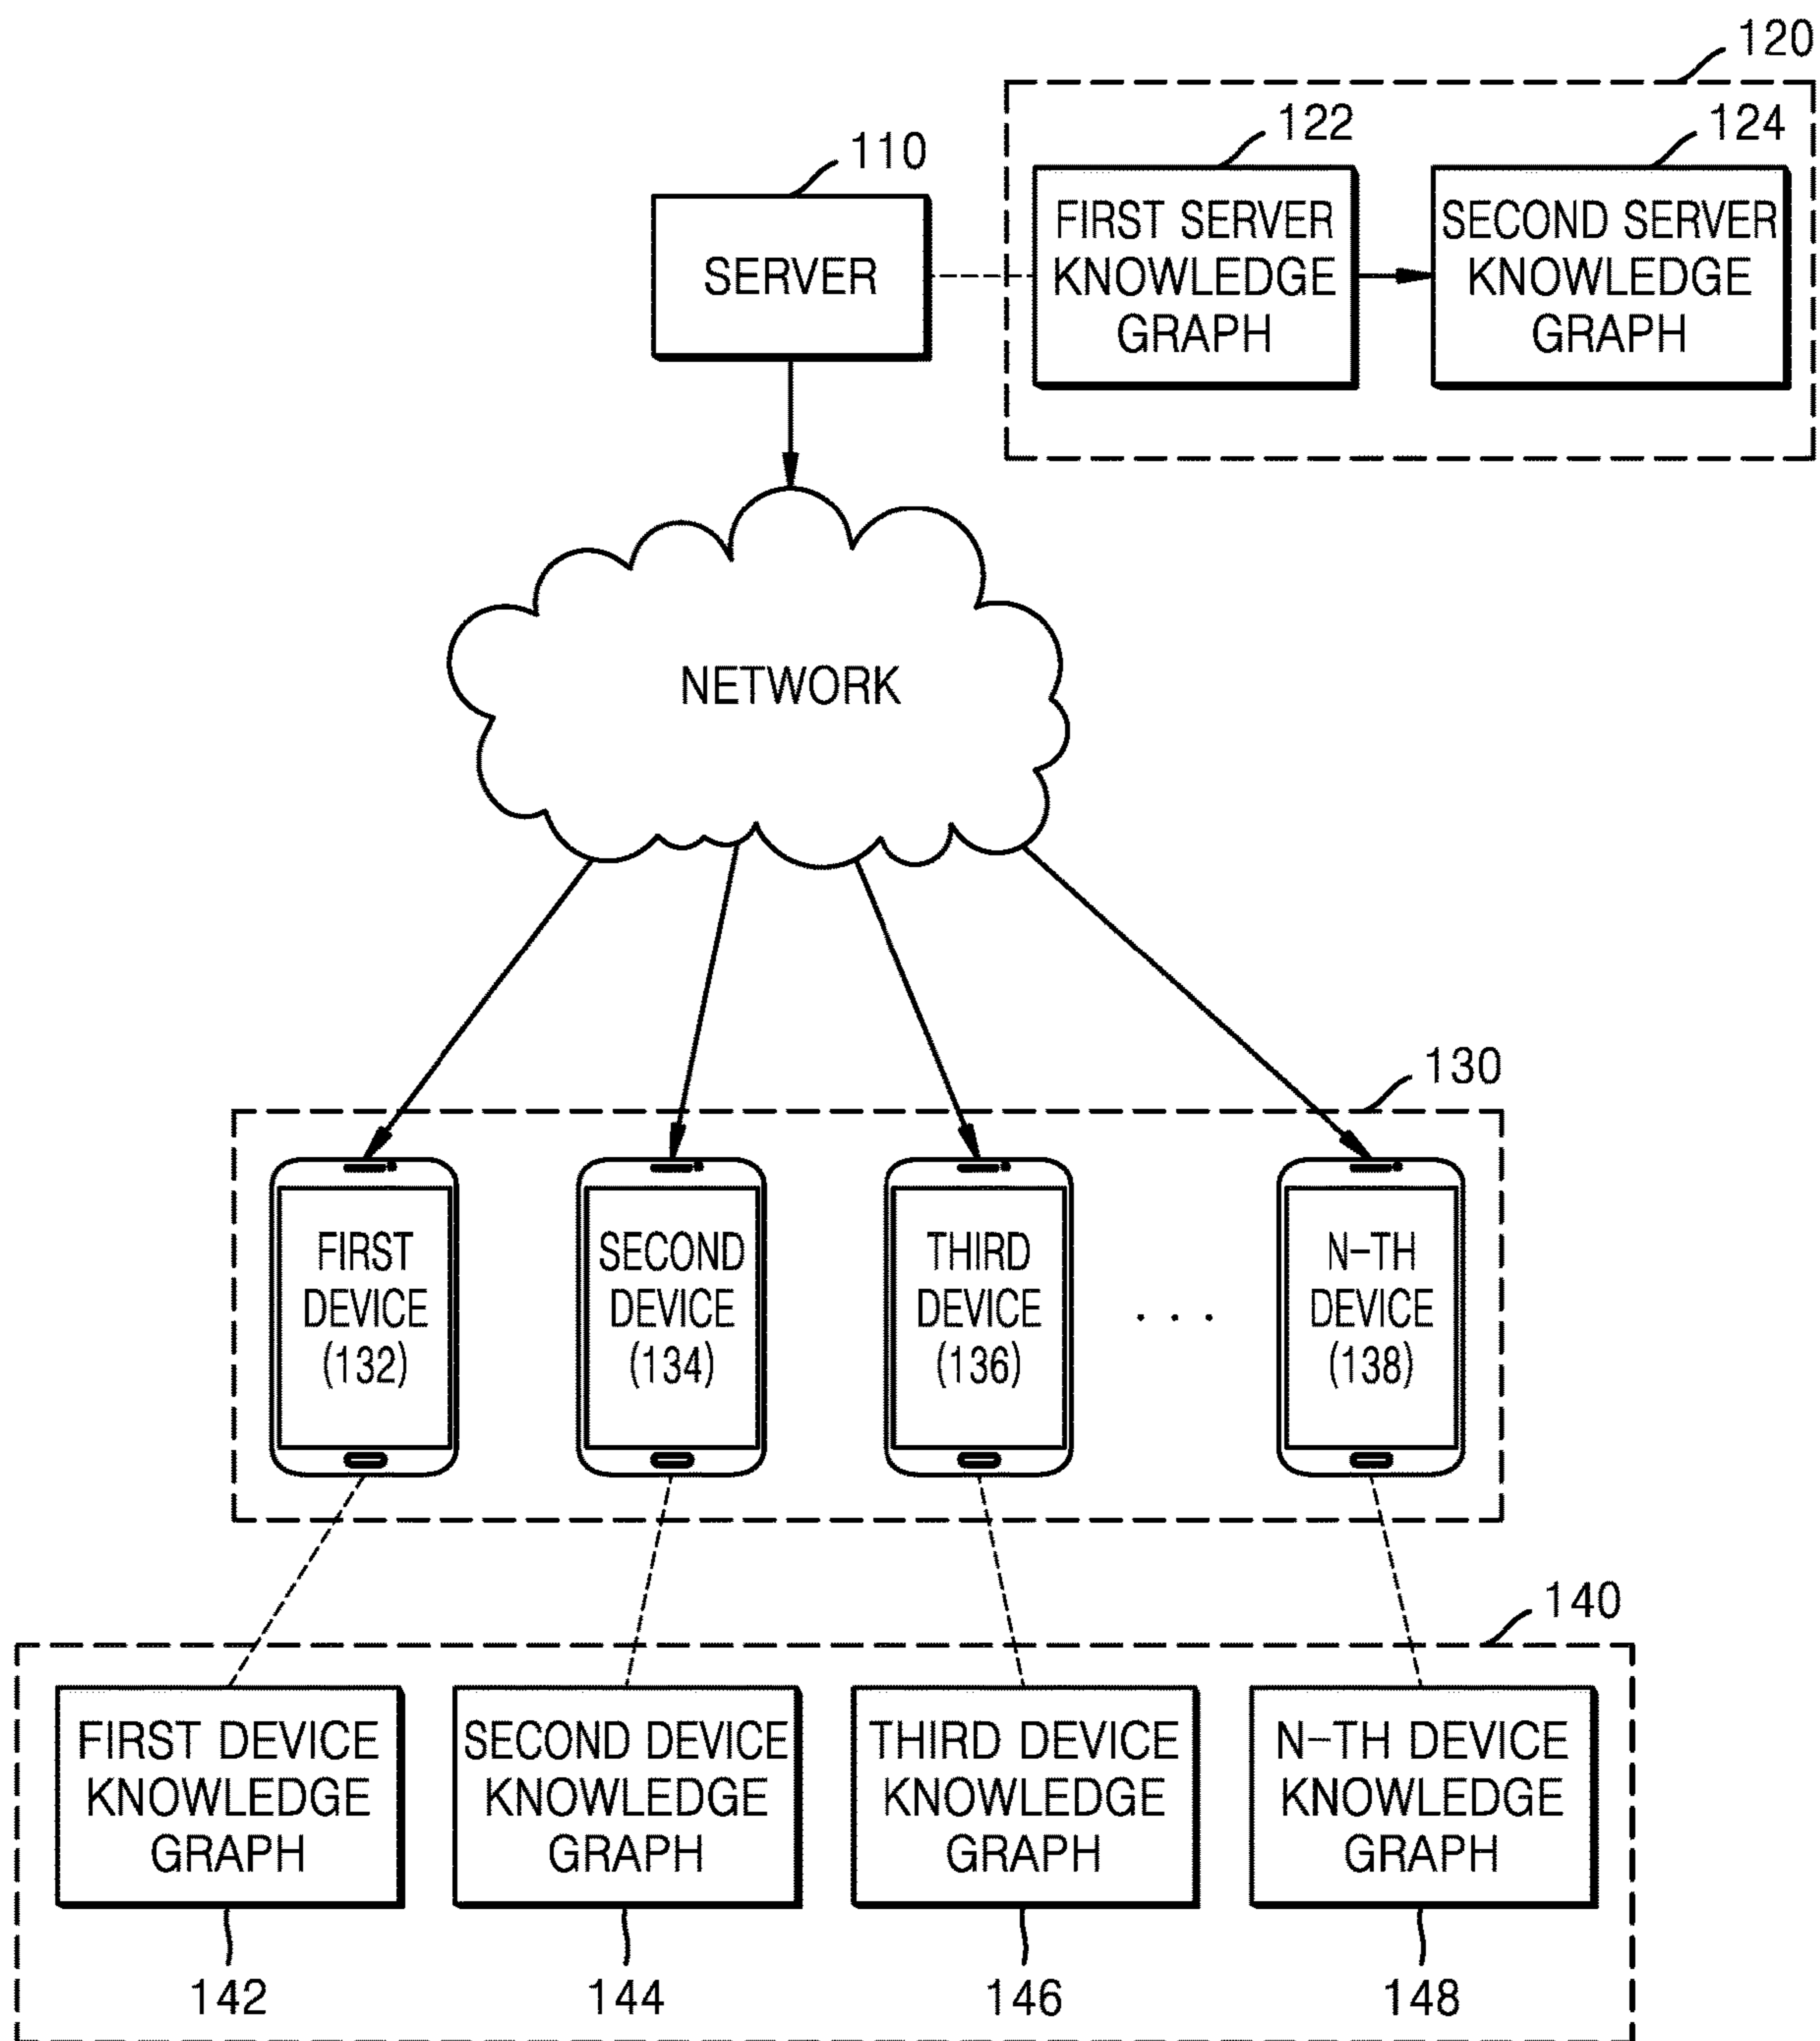 120
122
124
110
FIRST SERVER
KNOWLEDGE
GRAPH
SECOND SERVER
KNOWLEDGE
GRAPH
SERVER
NETWORK
130
FIRST
DEVICE
(132)
SECOND
DEVICE
(134)
THIRD
DEVICE
(136)
. . .
N-TH
DEVICE
(138)
140
FIRST DEVICE
KNOWLEDGE
GRAPH
SECOND DEVICE
KNOWLEDGE
GRAPH
THIRD DEVICE
KNOWLEDGE
GRAPH
N-TH DEVICE
KNOWLEDGE
GRAPH
142
144
146
148